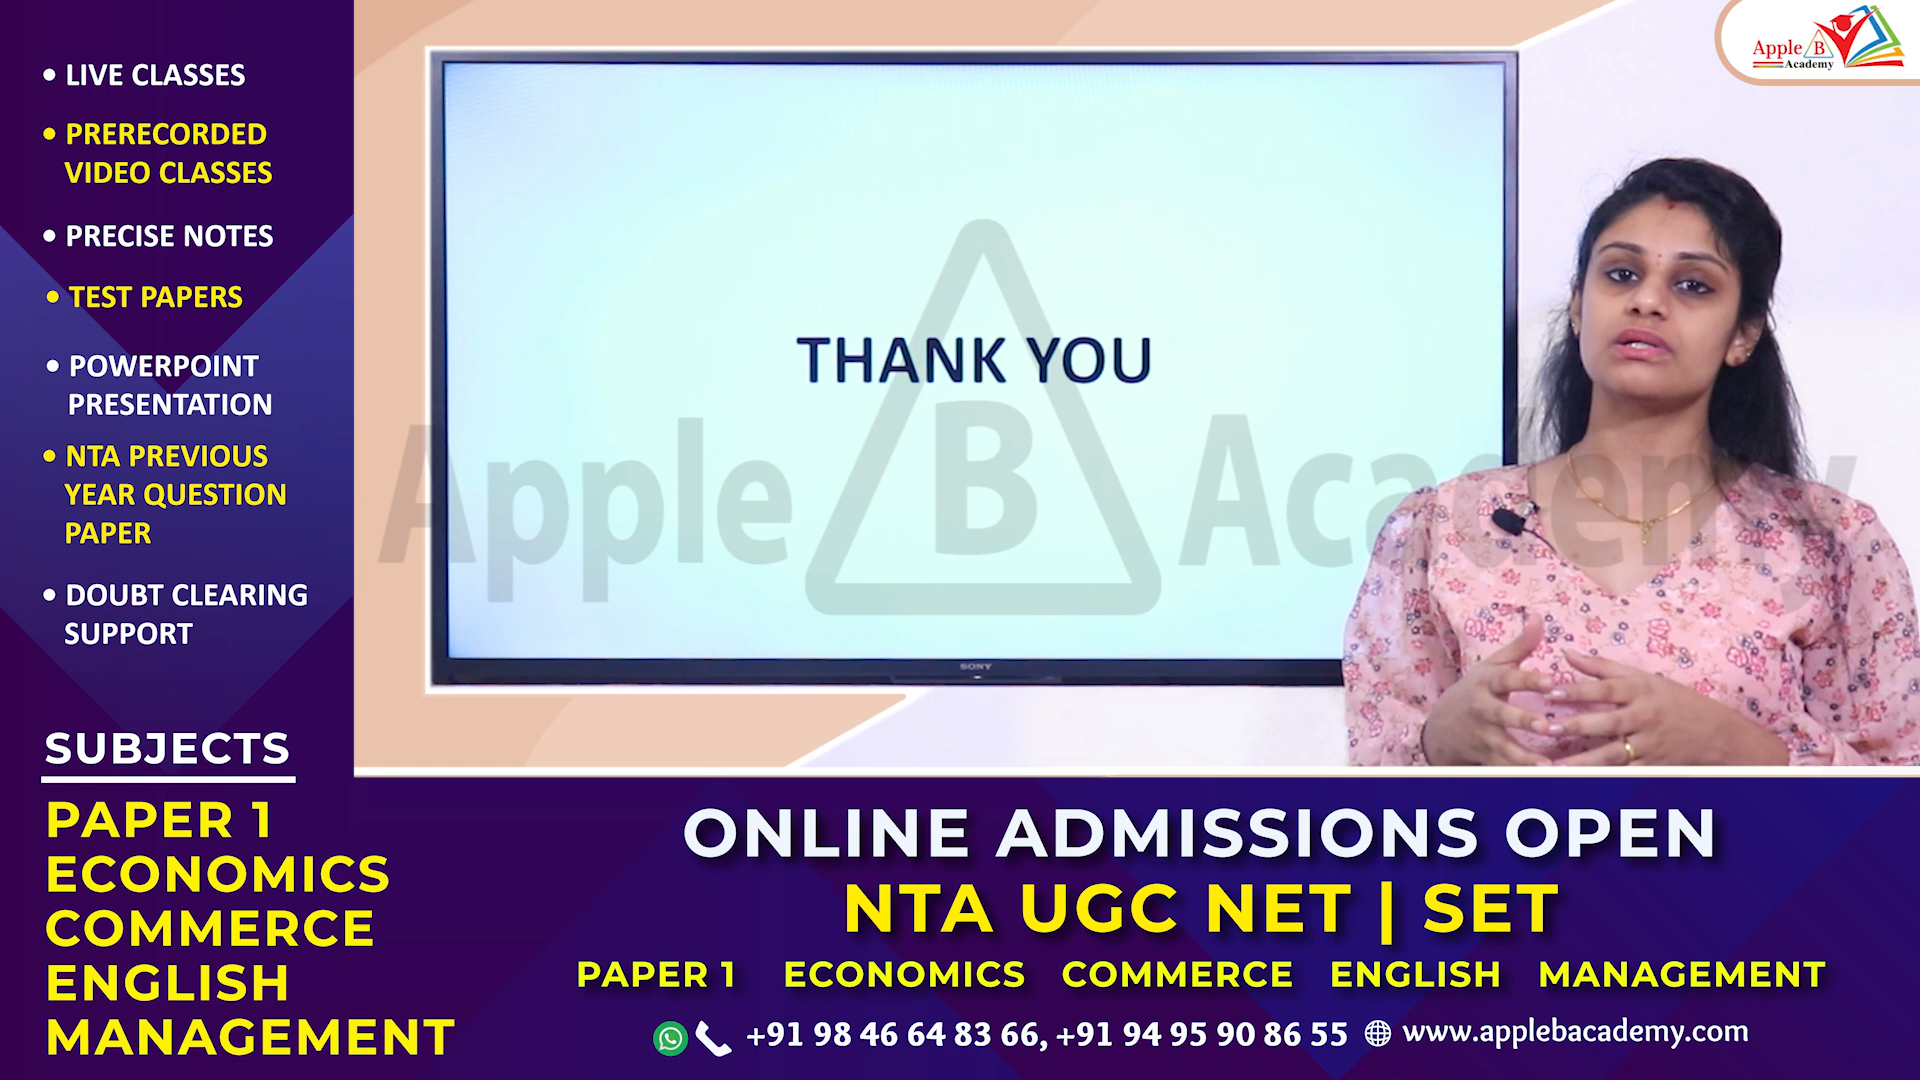 • LIVE CLASSES
• PRERECORDED
VIDEO CLASSES
• PRECISE NOTES
• TEST PAPERS
• POWERPOINT
PRESENTATION
• NTA PREVIOUS
YEAR QUESTION
PAPER
• DOUBT CLEARING
SUPPORT
SUBJECTS
PAPER 1
ECONOMICS
COMMERCE
ENGLISH
MANAGEMENT
Apple B
Academy
THANK YOU
Apple B Academy
SONY
ONLINE ADMISSIONS OPEN
NTA UGC NET | SET
PAPER 1 ECONOMICS COMMERCE ENGLISH MANAGEMENT
+91 98 46 64 83 66, +91 94 95 90 86 55 www.applebacademy.com